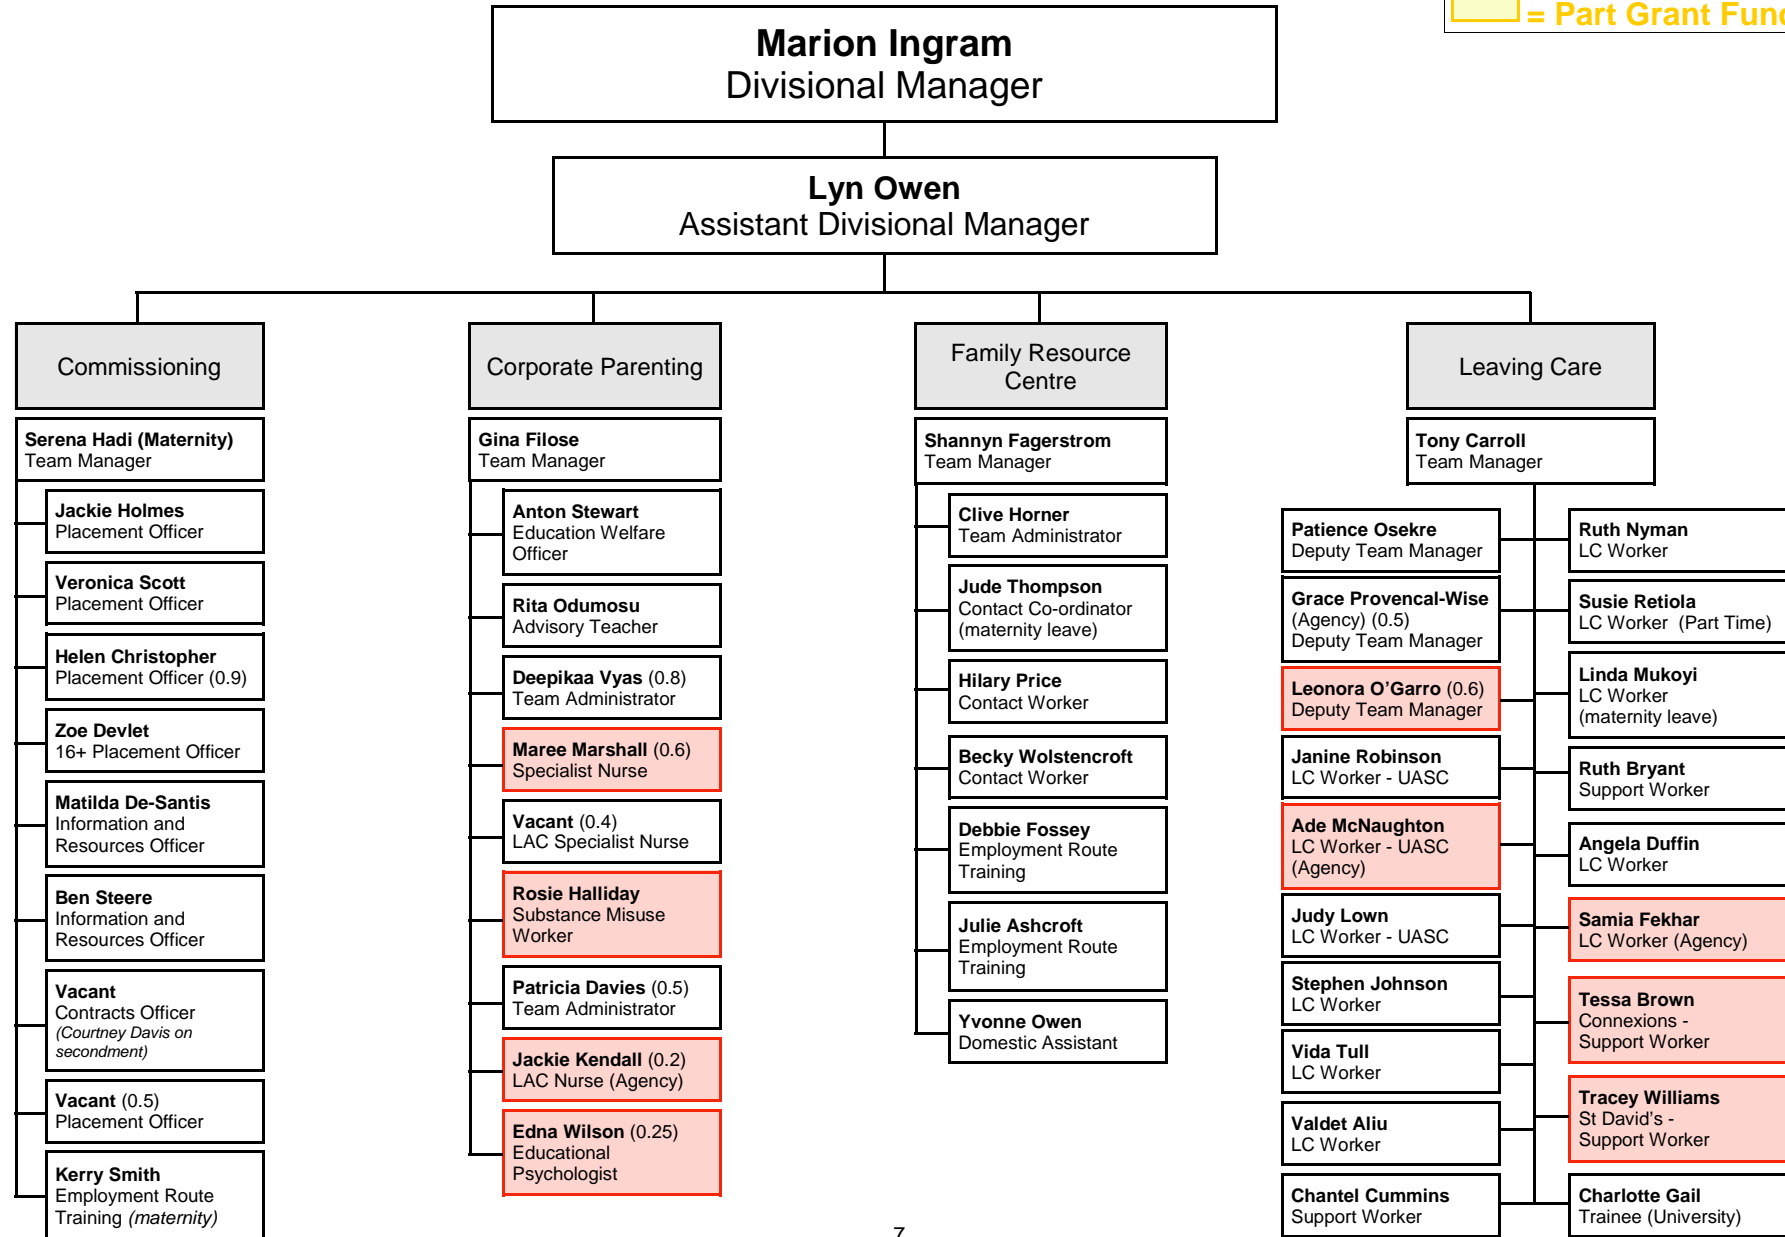 = Part Grant Fun
Marion Ingram
Divisional Manager
Lyn Owen
Assistant Divisional Manager
Commissioning
Serena Hadi (Maternity)
Team Manager
Jackie Holmes
Placement Officer
Veronica Scott
Placement Officer
Helen Christopher
Placement Officer (0.9)
Zoe Devlet
16+ Placement Officer
Matilda De-Santis
Information and
Resources Officer
Ben Steere
Information and
Resources Officer
Vacant
Contracts Officer
(Courtney Davis on
secondment)
Vacant (0.5)
Placement Officer
Kerry Smith
Employment Route
Training (maternity)
Corporate Parenting
Gina Filose
Team Manager
Anton Stewart
Education Welfare
Officer
Rita Odumosu
Advisory Teacher
Deepikaa Vyas (0.8)
Team Administrator
Maree Marshall (0.6)
Specialist Nurse
Vacant (0.4)
LAC Specialist Nurse
Rosie Halliday
Substance Misuse
Worker
Patricia Davies (0.5)
Team Administrator
Jackie Kendall (0.2)
LAC Nurse (Agency)
Edna Wilson (0.25)
Educational
Psychologist
Family Resource
Centre
Shannyn Fagerstrom
Team Manager
Clive Horner
Team Administrator
Jude Thompson
Contact Co-ordinator
(maternity leave)
Hilary Price
Contact Worker
Becky Wolstencroft
Contact Worker
Debbie Fossey
Employment Route
Training
Julie Ashcroft
Employment Route
Training
Yvonne Owen
Domestic Assistant
Leaving Care
Tony Carroll
Team Manager
Patience Osekre
Deputy Team Manager
Grace Provencal-Wise
(Agency) (0.5)
Deputy Team Manager
Leonora O’Garro (0.6)
Deputy Team Manager
Janine Robinson
LC Worker - UASC
Ade McNaughton
LC Worker - UASC
(Agency)
Judy Lown
LC Worker - UASC
Stephen Johnson
LC Worker
Vida Tull
LC Worker
Valdet Aliu
LC Worker
Chantel Cummins
Support Worker
Ruth Nyman
LC Worker
Susie Retiola
LC Worker (Part Time)
Linda Mukoyi
LC Worker
(maternity leave)
Ruth Bryant
Support Worker
Angela Duffin
LC Worker
Samia Fekhar
LC Worker (Agency)
Tessa Brown
Connexions -
Support Worker
Tracey Williams
St David's -
Support Worker
Charlotte Gail
Trainee (University)
7